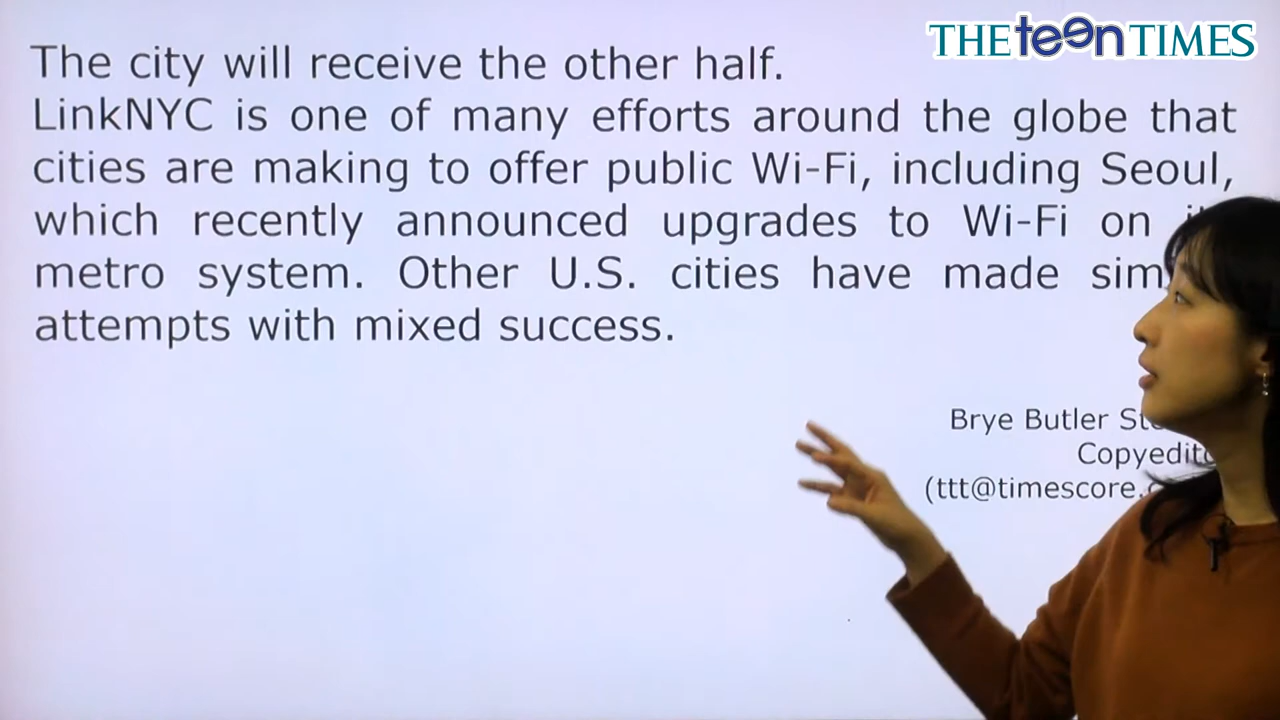 THE teen TIMES
The city will receive the other half.
LinkNYC is one of many efforts around the globe that
cities are making to offer public Wi-Fi, including Seoul,
which recently announced upgrades to Wi-Fi on
metro system. Other U.S. cities have made
attempts with mixed success.
Brye Butler
Copyedito
(ttt@timescore.